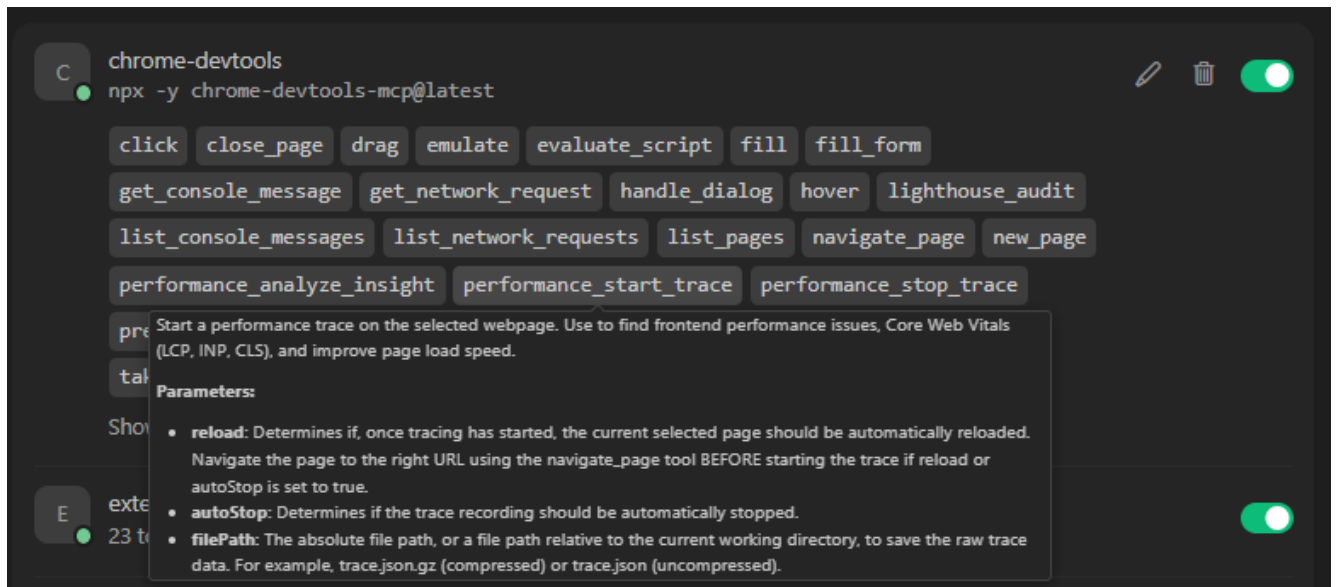 C
chrome-devtools
npx -y chrome-devtools-mcp@latest
click close_page drag emulate evaluate_script fill fill_form
get_console_message get_network_request handle_dialog hover lighthouse_audit
list_console_messages list_network_requests list_pages navigate_page new_page
performance_analyze_insight performance_start_trace performance_stop_trace
Start a performance trace on the selected webpage. Use to find frontend performance issues, Core Web Vitals
(LCP, INP, CLS), and improve page load speed.
Parameters:
• reload: Determines if, once tracing has started, the current selected page should be automatically reloaded.
Navigate the page to the right URL using the navigate_page tool BEFORE starting the trace if reload or
autoStop is set to true.
• autoStop: Determines if the trace recording should be automatically stopped.
• filePath: The absolute file path, or a file path relative to the current working directory, to save the raw trace
data. For example, trace.json.gz (compressed) or trace.json (uncompressed).
E
23